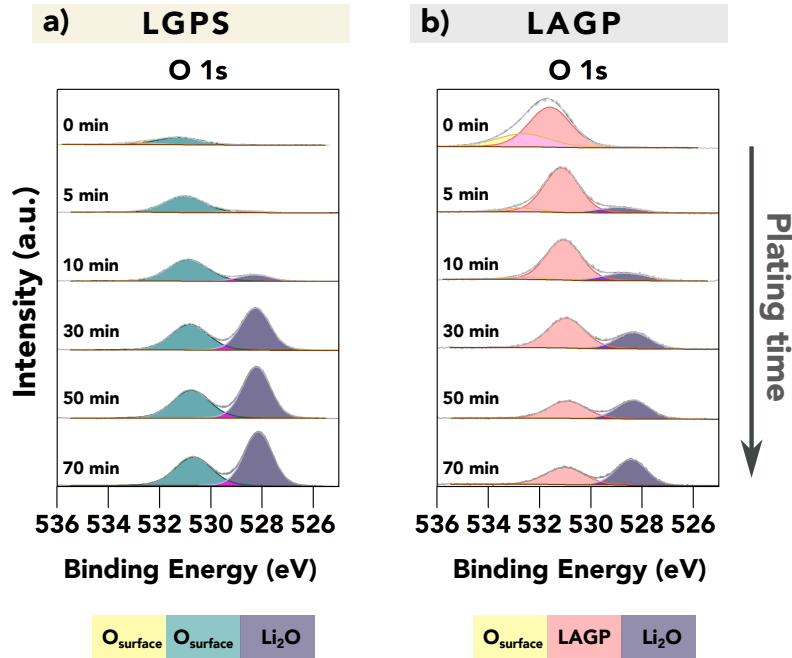 a) LGPS
O 1s
0 min
5 min
10 min
30 min
50 min
70 min
536 534 532 530 528 526
Binding Energy (eV)
Intensity (a.u.)
Osurface Osurface Li₂O
b) LAGP
O 1s
0 min
5 min
10 min
30 min
50 min
70 min
536 534 532 530 528 526
Binding Energy (eV)
Osurface LAGP Li₂O
Plating time